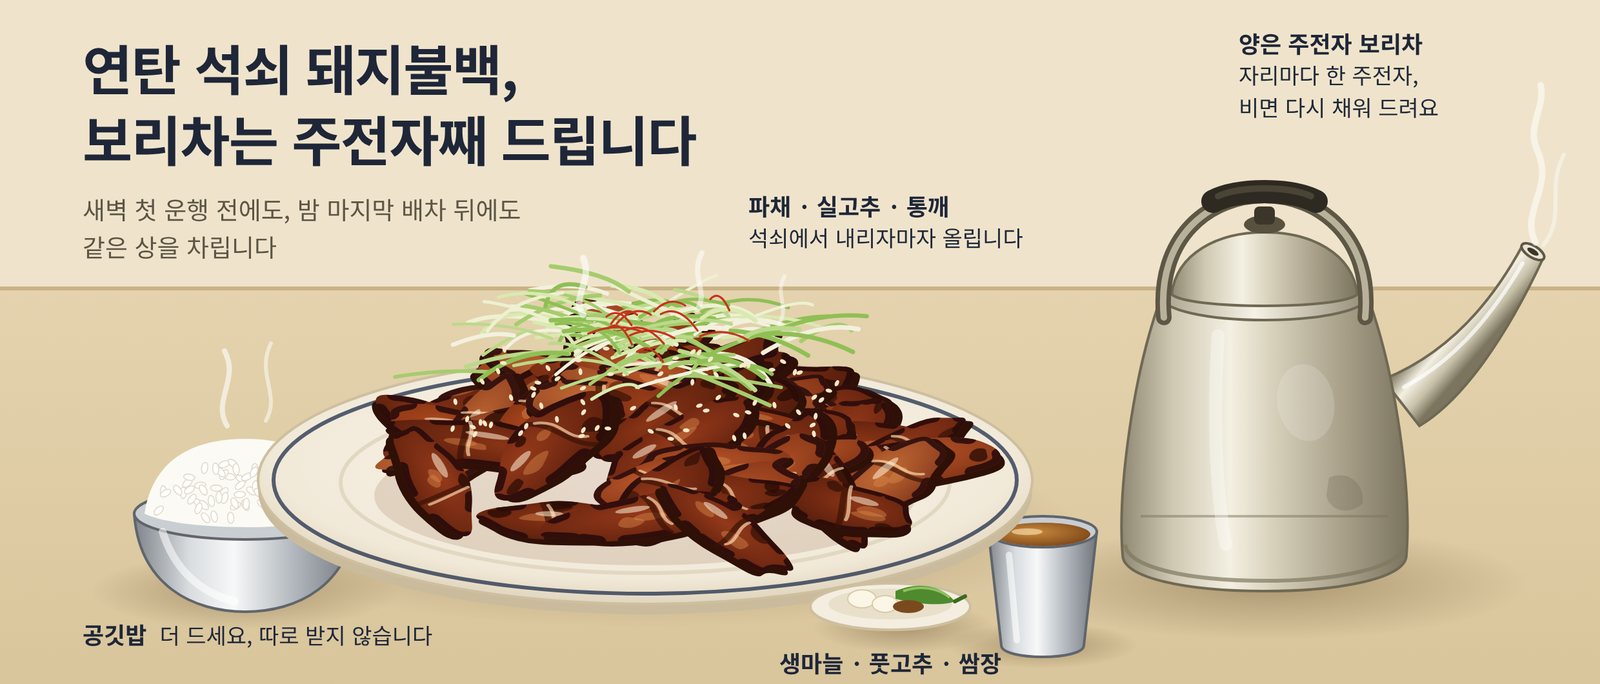 연탄 석쇠 돼지불백,
보리차는 주전자째 드립니다
새벽 첫 운행 전에도, 밤 마지막 배차 뒤에도
같은 상을 차립니다
양은 주전자 보리차
자리마다 한 주전자,
비면 다시 채워 드려요
파채 · 실고추 · 통깨
석쇠에서 내리자마자 올립니다
공깃밥 더 드세요, 따로 받지 않습니다
생마늘 · 풋고추 · 쌈장